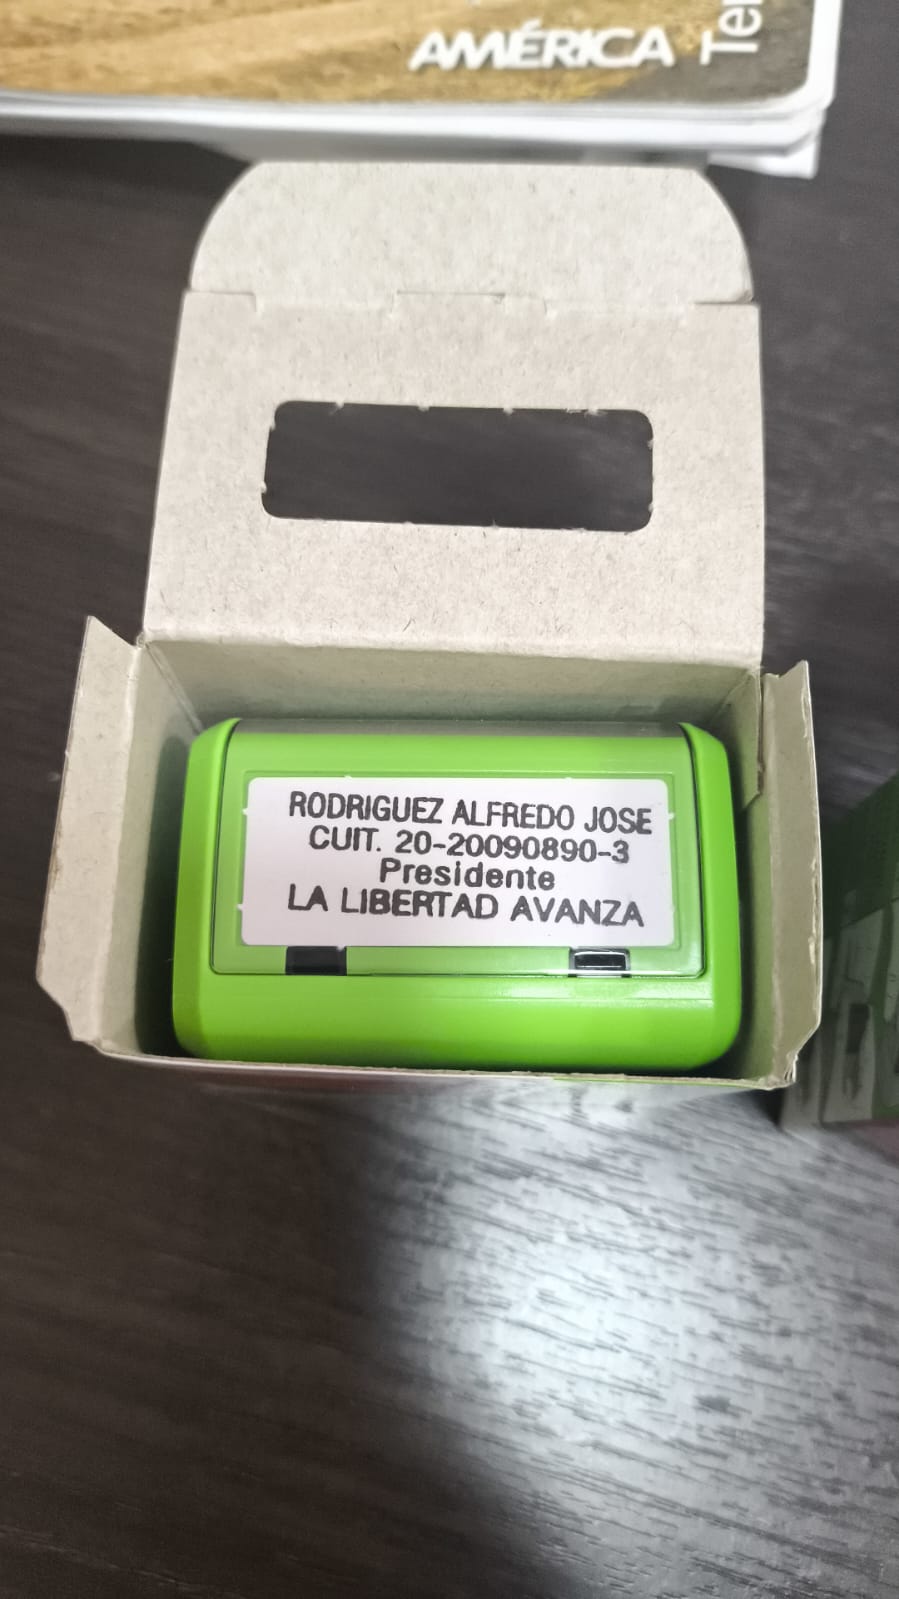 AMÉRICA
RODRIGUEZ ALFREDO JOSE
CUIT. 20-20090890-3
Presidente
LA LIBERTAD AVANZA